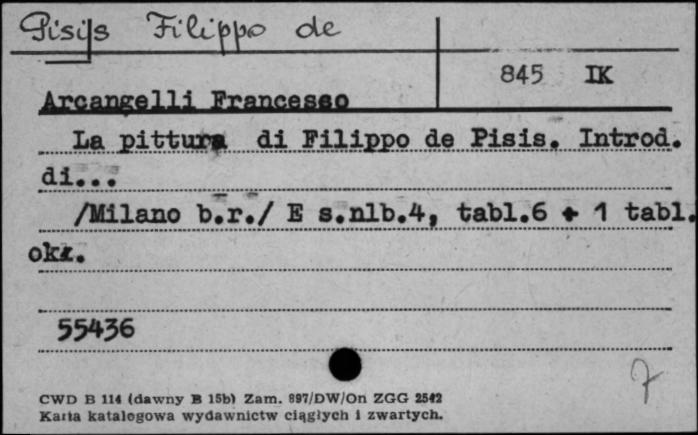 Pisis Filippo de
845 IK
Arcangelli Francesso
La pittura di Filippo de Pisis. Introd.
di...
/Milano b.r./ E s.nlb.4, tabl.6 + 1 tabl.
okł.
55436
7
CWD B 114 (dawny B 15b) Zam. 897/DW/On ZGG 2542
Karta katalogowa wydawnictw ciągłych i zwartych.